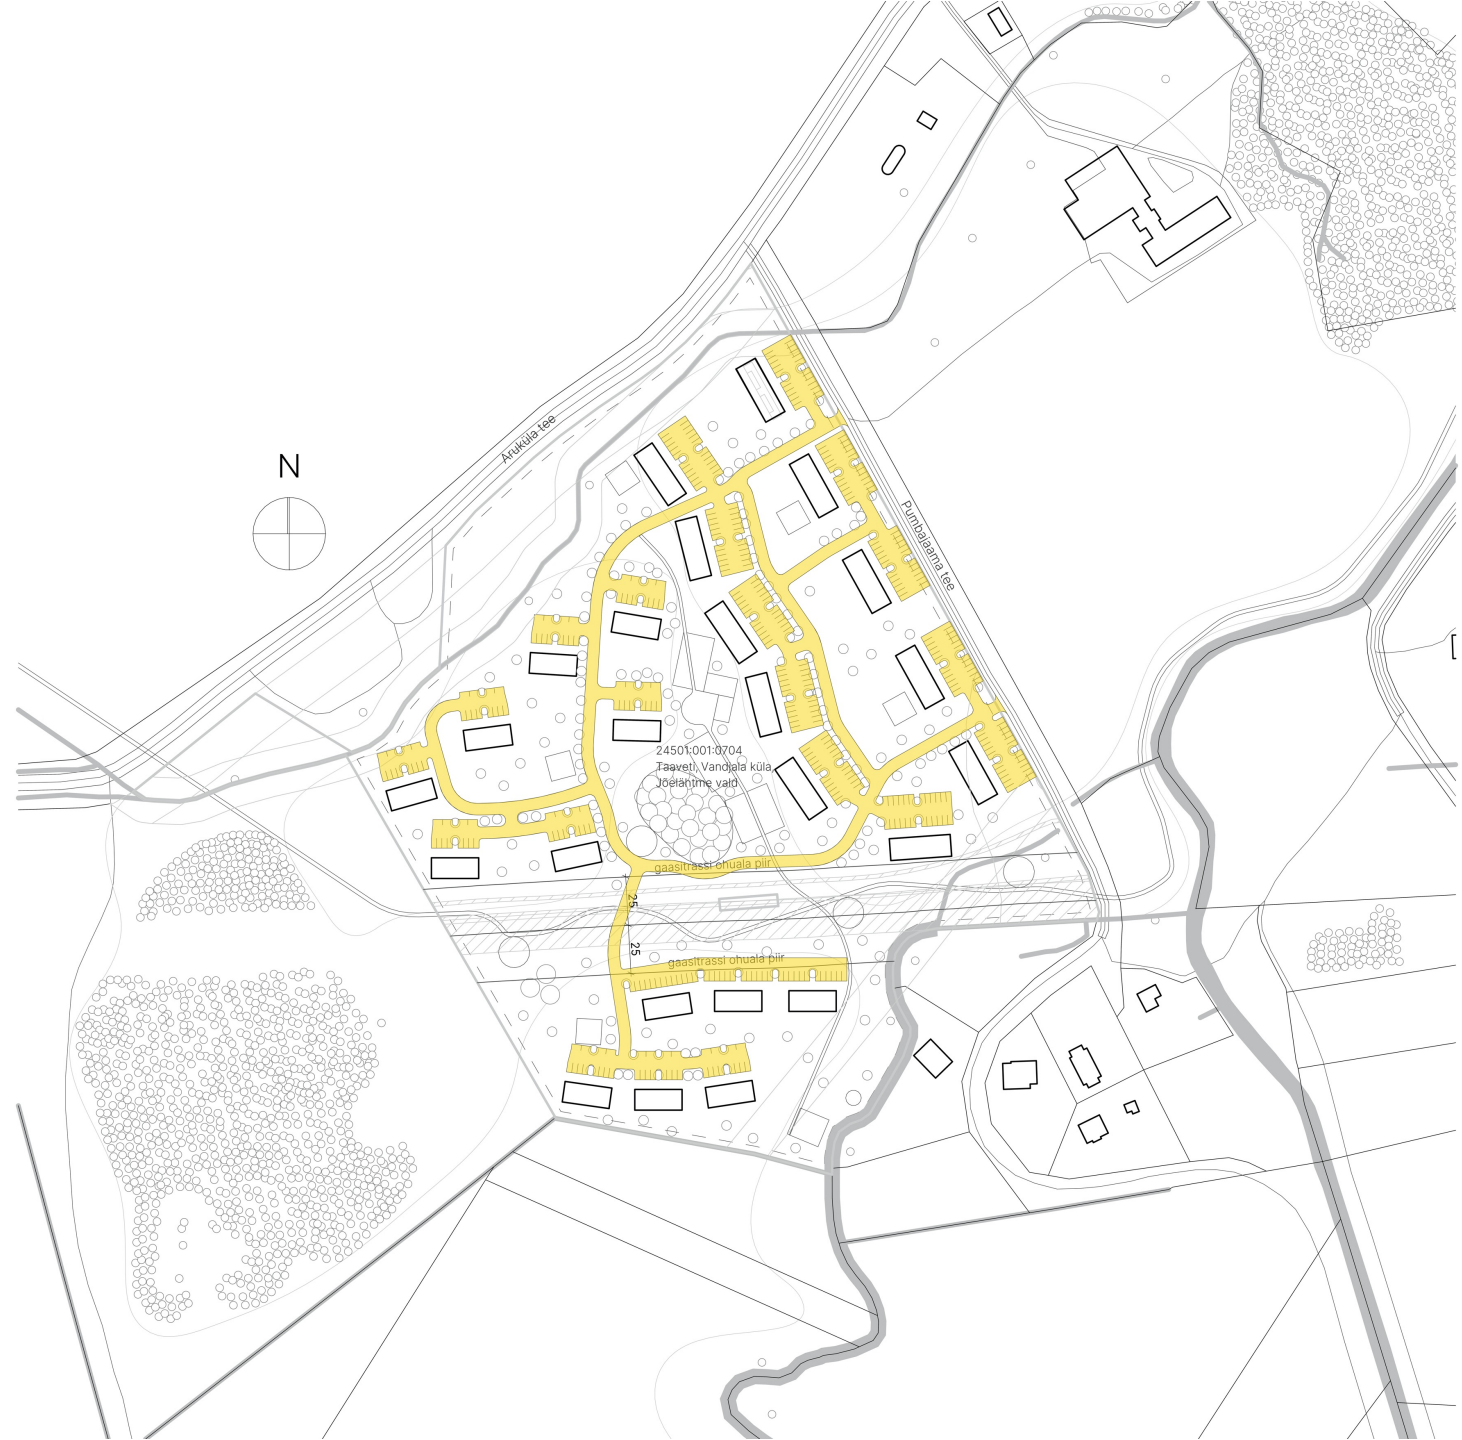 Aruküla tee
N
Pumbajaama tee
24501:001:0704
Taaveti, Vandjala küla,
Jõelähtme vald
gaasitrassi ohuala piir
25
25
gaasitrassi ohuala piir